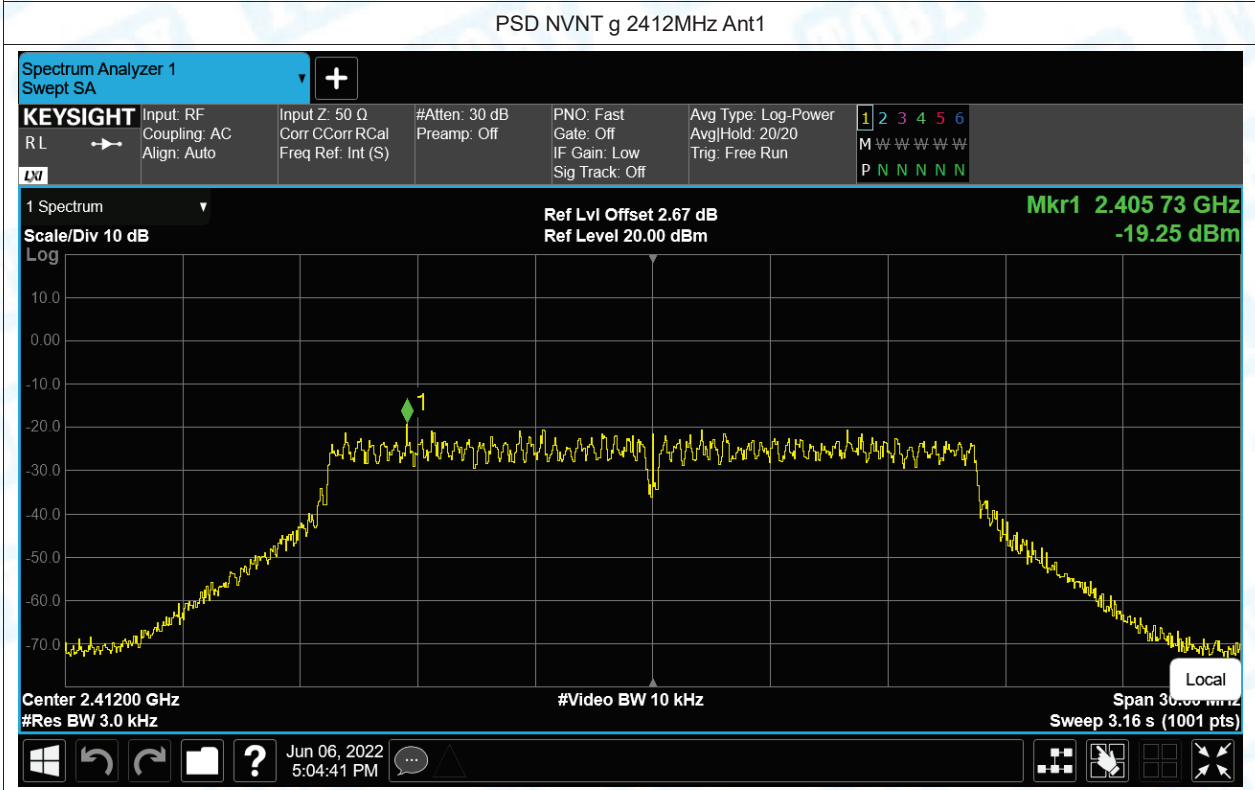 PSD NVNT g 2412MHz Ant1
Spectrum Analyzer 1
Swept SA
KEYSIGHT
R L
LXI
Input: RF
Coupling: AC
Align: Auto
Input Z: 50 Ω
Corr CCorr RCal
Freq Ref: Int (S)
#Atten: 30 dB
Preamp: Off
PNO: Fast
Gate: Off
IF Gain: Low
Sig Track: Off
Avg Type: Log-Power
Avg|Hold: 20/20
Trig: Free Run
1 2 3 4 5 6
M W W W W W
P N N N N N
1 Spectrum
Scale/Div 10 dB
Log
Ref Lvl Offset 2.67 dB
Ref Level 20.00 dBm
Mkr1 2.405 73 GHz
-19.25 dBm
10.0
0.00
-10.0
1
-20.0
-30.0
-40.0
-50.0
-60.0
-70.0
Local
Center 2.41200 GHz
#Video BW 10 kHz
Span 30.00 MHz
#Res BW 3.0 kHz
Sweep 3.16 s (1001 pts)
?
Jun 06, 2022
5:04:41 PM